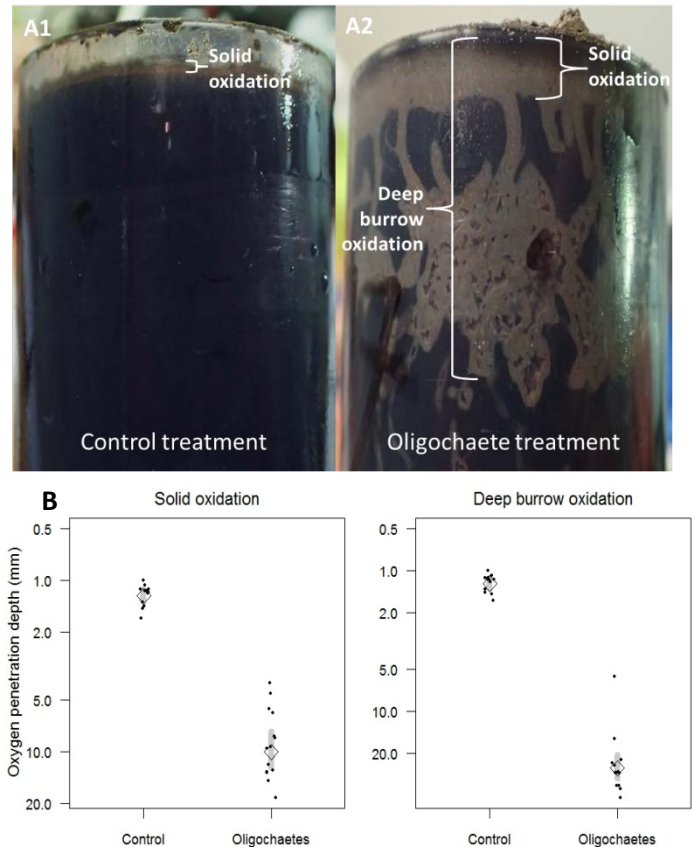 A1
Solid
oxidation
Control treatment
A2
Solid
oxidation
Deep
burrow
oxidation
Oligochaete treatment
B
Solid oxidation
Oxygen penetration depth (mm)
0.5
1.0
2.0
5.0
10.0
20.0
Control
Oligochaetes
Deep burrow oxidation
0.5
1.0
2.0
5.0
10.0
20.0
Control
Oligochaetes